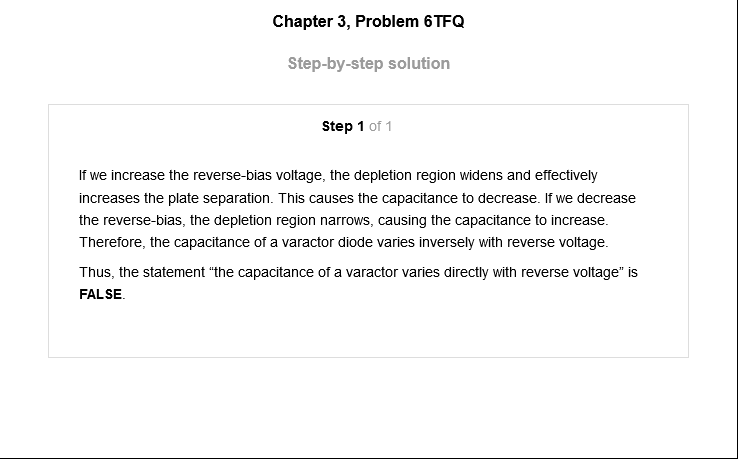 Chapter 3, Problem 6TFQ
Step-by-step solution
Step 1 of 1
If we increase the reverse-bias voltage, the depletion region widens and effectively
increases the plate separation. This causes the capacitance to decrease. If we decrease
the reverse-bias, the depletion region narrows, causing the capacitance to increase.
Therefore, the capacitance of a varactor diode varies inversely with reverse voltage.
Thus, the statement “the capacitance of a varactor varies directly with reverse voltage” is
FALSE.